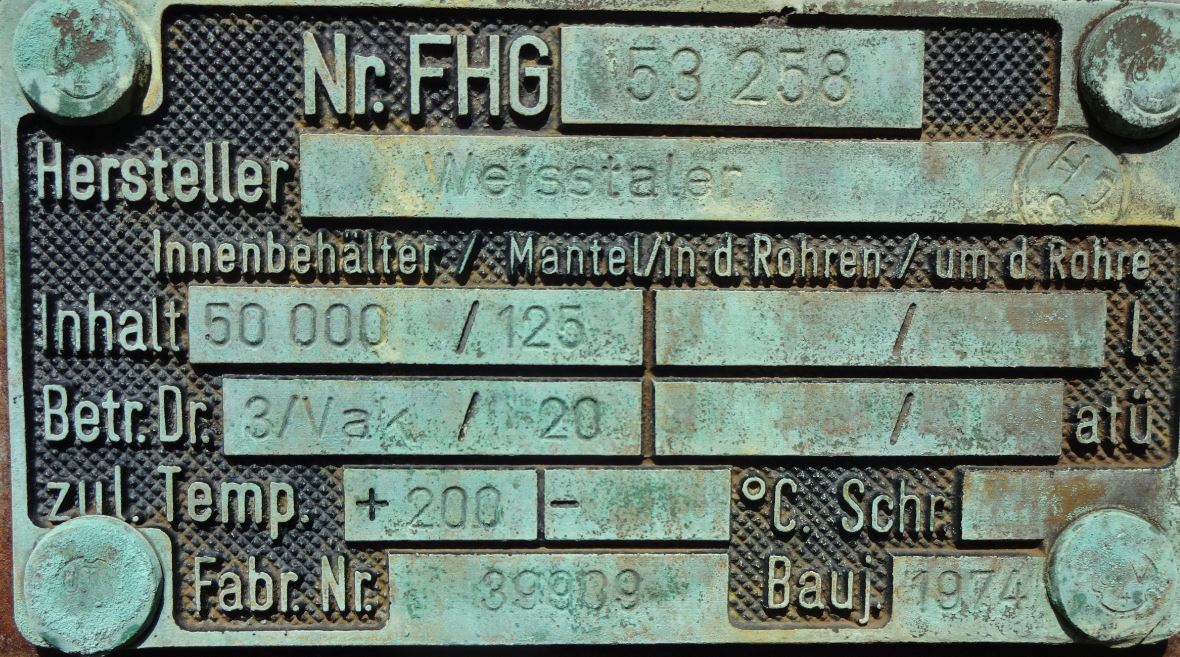 Nr. FHG 53 258
Hersteller Weisstaler
Innenbehälter / Mantel/in d. Rohren / um d. Rohre
Inhalt 50 000 / 125 / l.
Betr. Dr. 3/Vak / 20 / atü
zul. Temp. + 200 - °C. Schr.
Fabr. Nr. 39909 Bauj. 1974